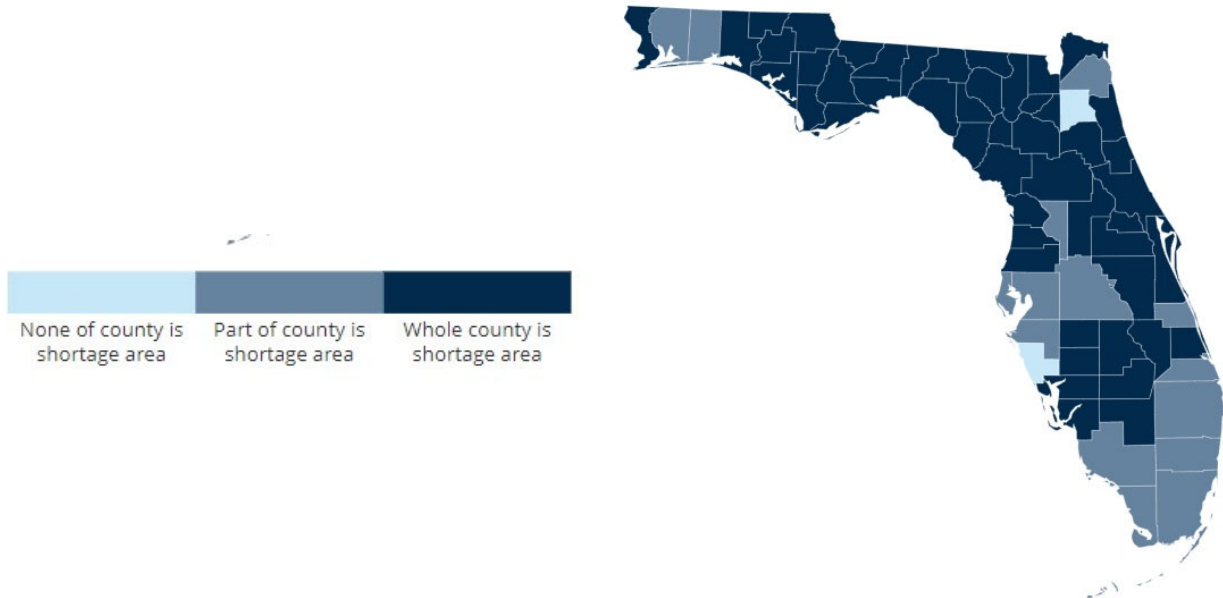 None of county is
shortage area
Part of county is
shortage area
Whole county is
shortage area